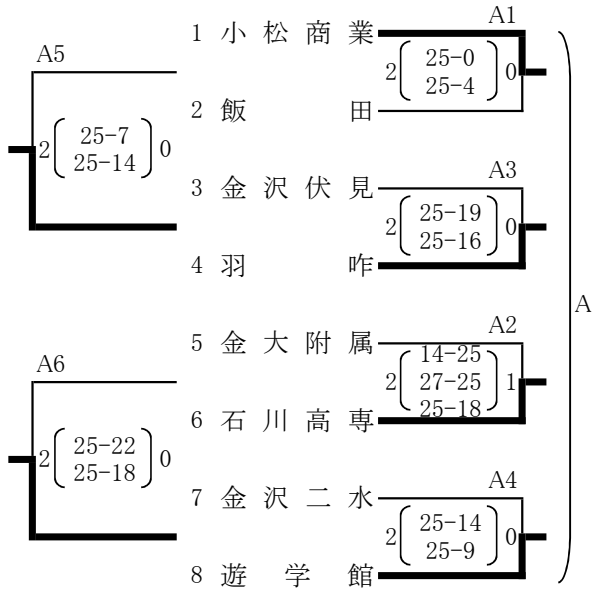 A1
1 小松商業
2 ( 25-0 25-4 ) 0
A5
2 飯田
2 ( 25-7 25-14 ) 0
A3
3 金沢伏見
2 ( 25-19 25-16 ) 0
4 羽咋
A
A2
5 金大附属
2 ( 14-25 27-25 25-18 ) 1
A6
6 石川高専
2 ( 25-22 25-18 ) 0
A4
7 金沢二水
2 ( 25-14 25-9 ) 0
8 遊学館